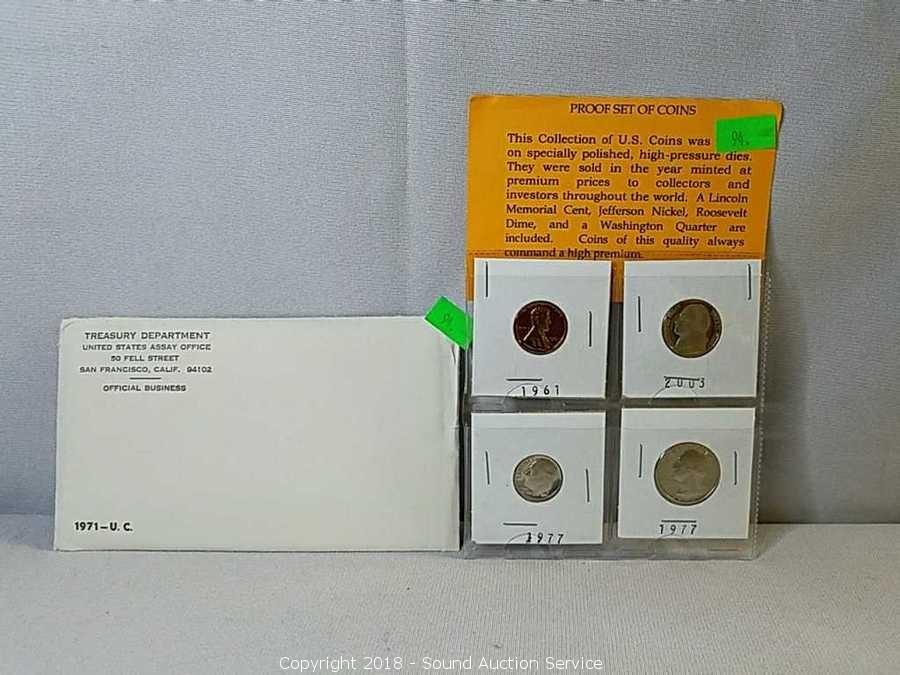 TREASURY DEPARTMENT
UNITED STATES ASSAY OFFICE
50 FELL STREET
SAN FRANCISCO, CALIF. 94102
OFFICIAL BUSINESS
1971-U. C.
PROOF SET OF COINS
This Collection of U.S. Coins was
on specially polished, high-pressure dies.
They were sold in the year minted at
premium prices to collectors and
investors throughout the world. A Lincoln
Memorial Cent, Jefferson Nickel, Roosevelt
Dime, and a Washington Quarter are
included. Coins of this quality always
command a high premium.
94.
94.
1961
2003
1977
1977
Copyright 2018 - Sound Auction Service